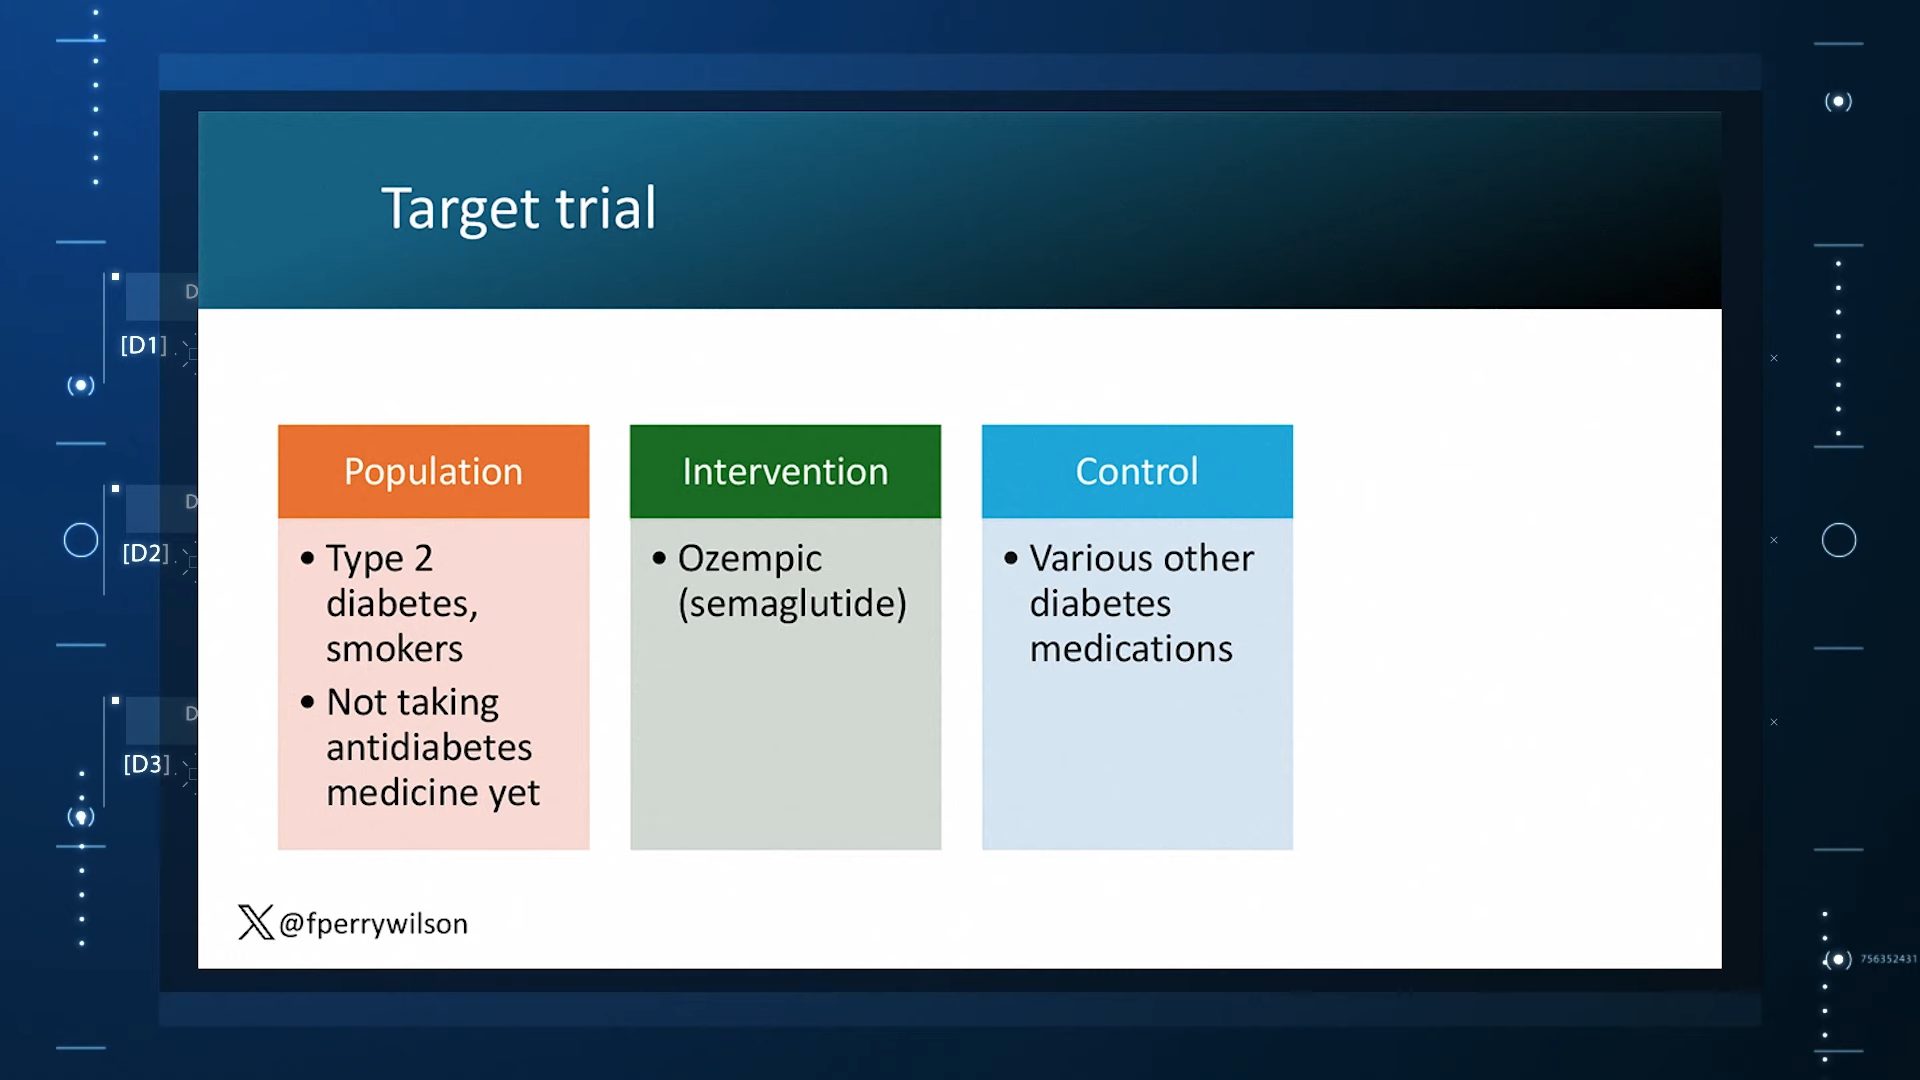 Target trial
Population
• Type 2
diabetes,
smokers
• Not taking
antidiabetes
medicine yet
Intervention
• Ozempic
(semaglutide)
Control
• Various other
diabetes
medications
X @fperrywilson
D
[D1]
D
[D2]
D
[D3]
756352431